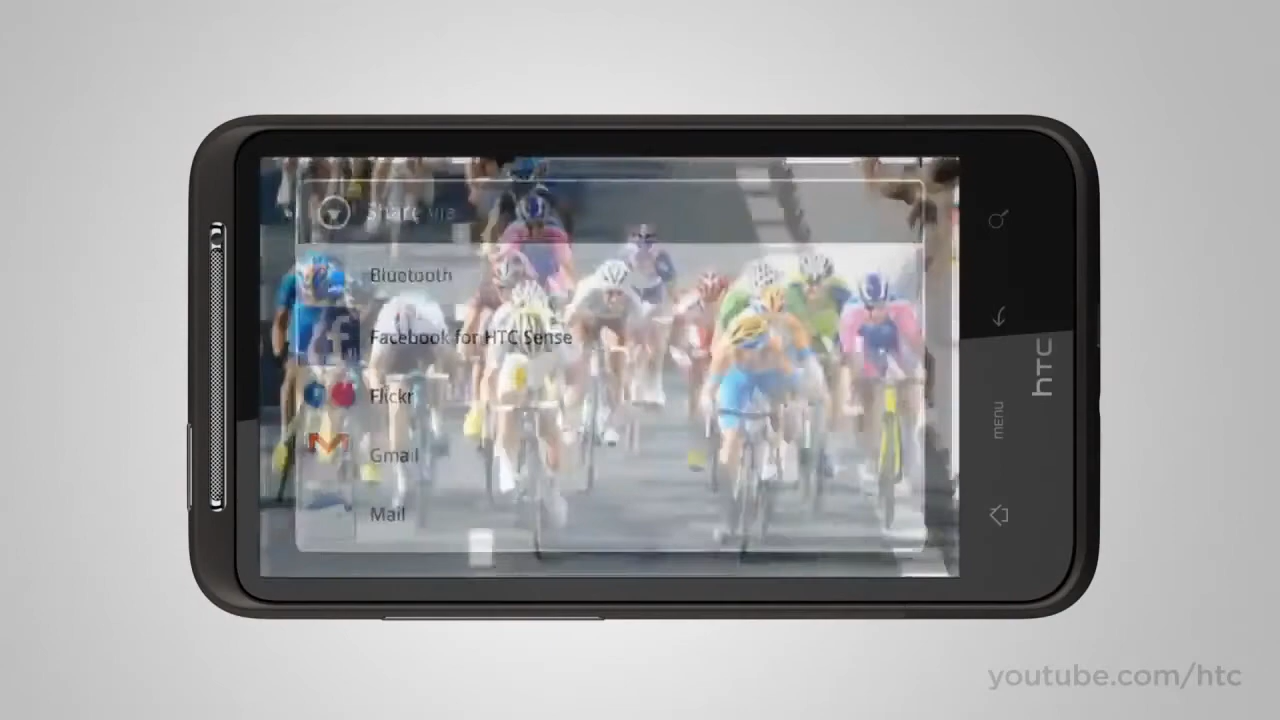 Share via
Bluetooth
Facebook for HTC Sense
Flickr
Gmail
Mail
menu
hTC
youtube.com/htc